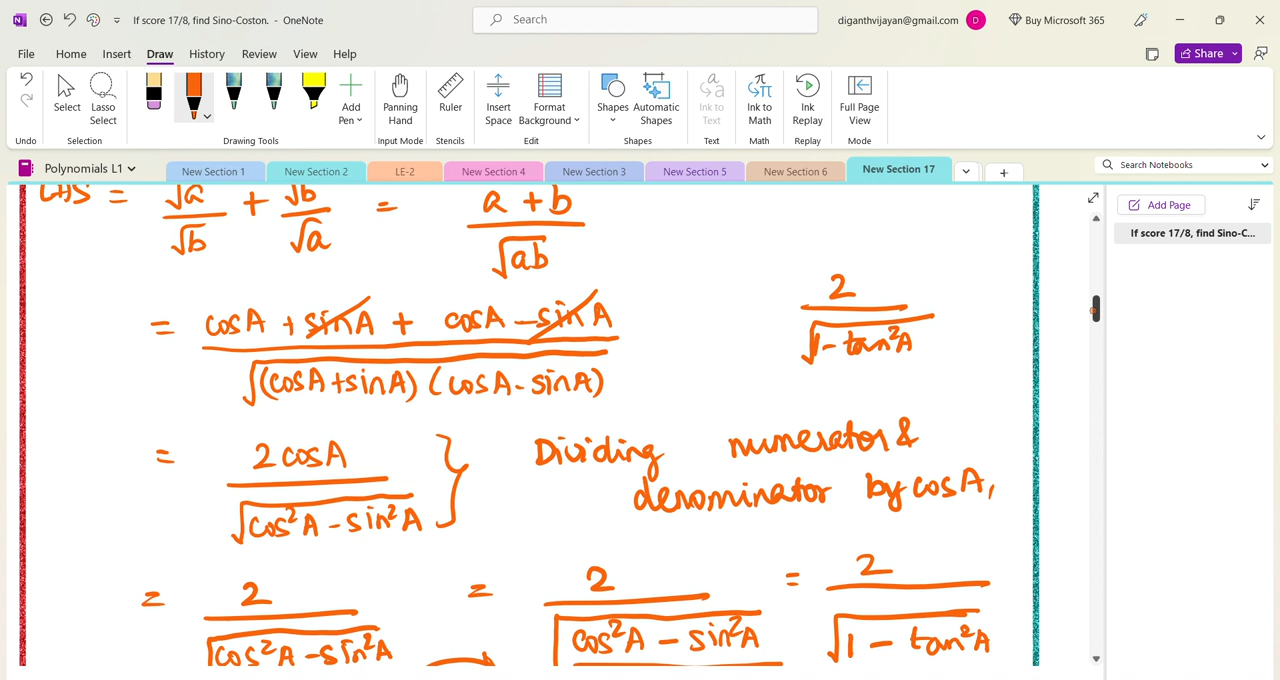 If score 17/8, find Sino-Coston. - OneNote
Search
diganthvijayan@gmail.com D
Buy Microsoft 365
File Home Insert Draw History Review View Help
Share
Select Lasso Select Add Pen Panning Hand Ruler Insert Space Format Background Shapes Automatic Shapes Ink to Text Ink to Math Ink Replay Full Page View
Undo Selection Drawing Tools Input Mode Stencils Edit Shapes Text Math Replay Mode
Polynomials L1 New Section 1 New Section 2 LE-2 New Section 4 New Section 3 New Section 5 New Section 6 New Section 17 + Search Notebooks
Add Page
If score 17/8, find Sino-C...
LHS = √a/√b + √b/√a = a + b/√ab
2/√1 - tan²A
= cosA + sinA + cosA - sinA/√(cosA + sinA) (cosA - sinA)
= 2 cosA/√cos²A - sin²A } Dividing numerator &
denominator by cosA,
= 2/√cos²A - sin²A = 2/√cos²A - sin²A = 2/√1 - tan²A